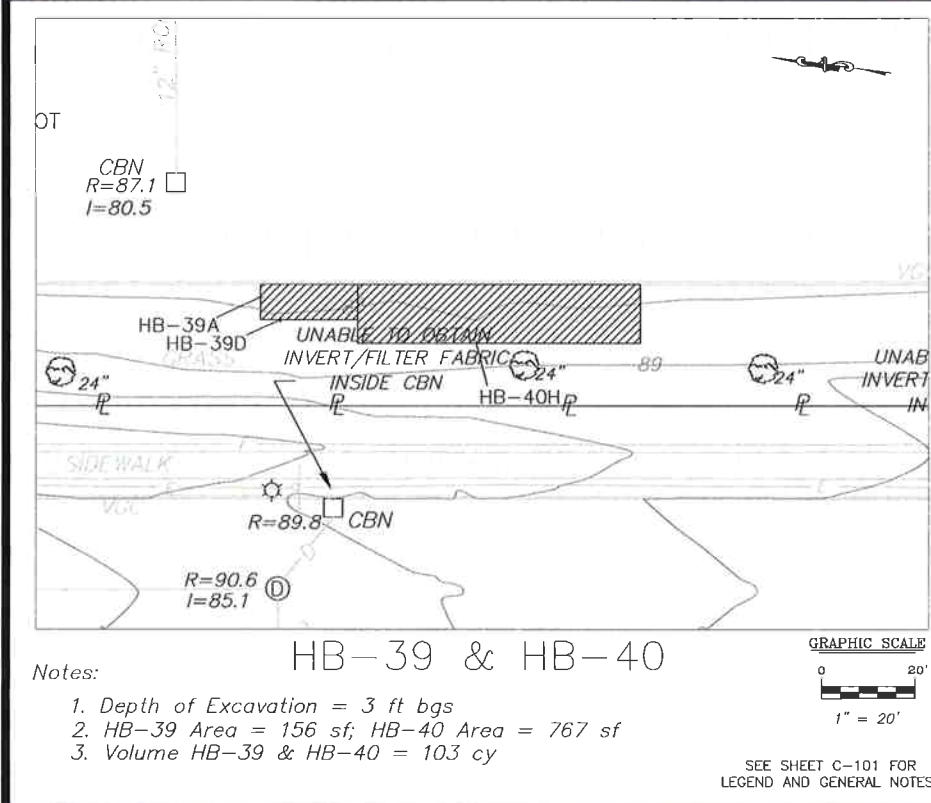 12" RC
OT
CBN
R=87.1
I=80.5
VG
HB-39A
HB-39D
UNABLE TO OBTAIN
INVERT/FILTER FABRIC
INSIDE CBN
GRASS
24"
24"
89
24"
UNAB
INVERT
IN
HB-40H
PL
PL
PL
PL
SIDEWALK
E
E
VGC
R=89.8
CBN
D
R=90.6
I=85.1
D
HB-39 & HB-40
GRAPHIC SCALE
0 20'
1" = 20'
Notes:
1. Depth of Excavation = 3 ft bgs
2. HB-39 Area = 156 sf; HB-40 Area = 767 sf
3. Volume HB-39 & HB-40 = 103 cy
SEE SHEET C-101 FOR
LEGEND AND GENERAL NOTES